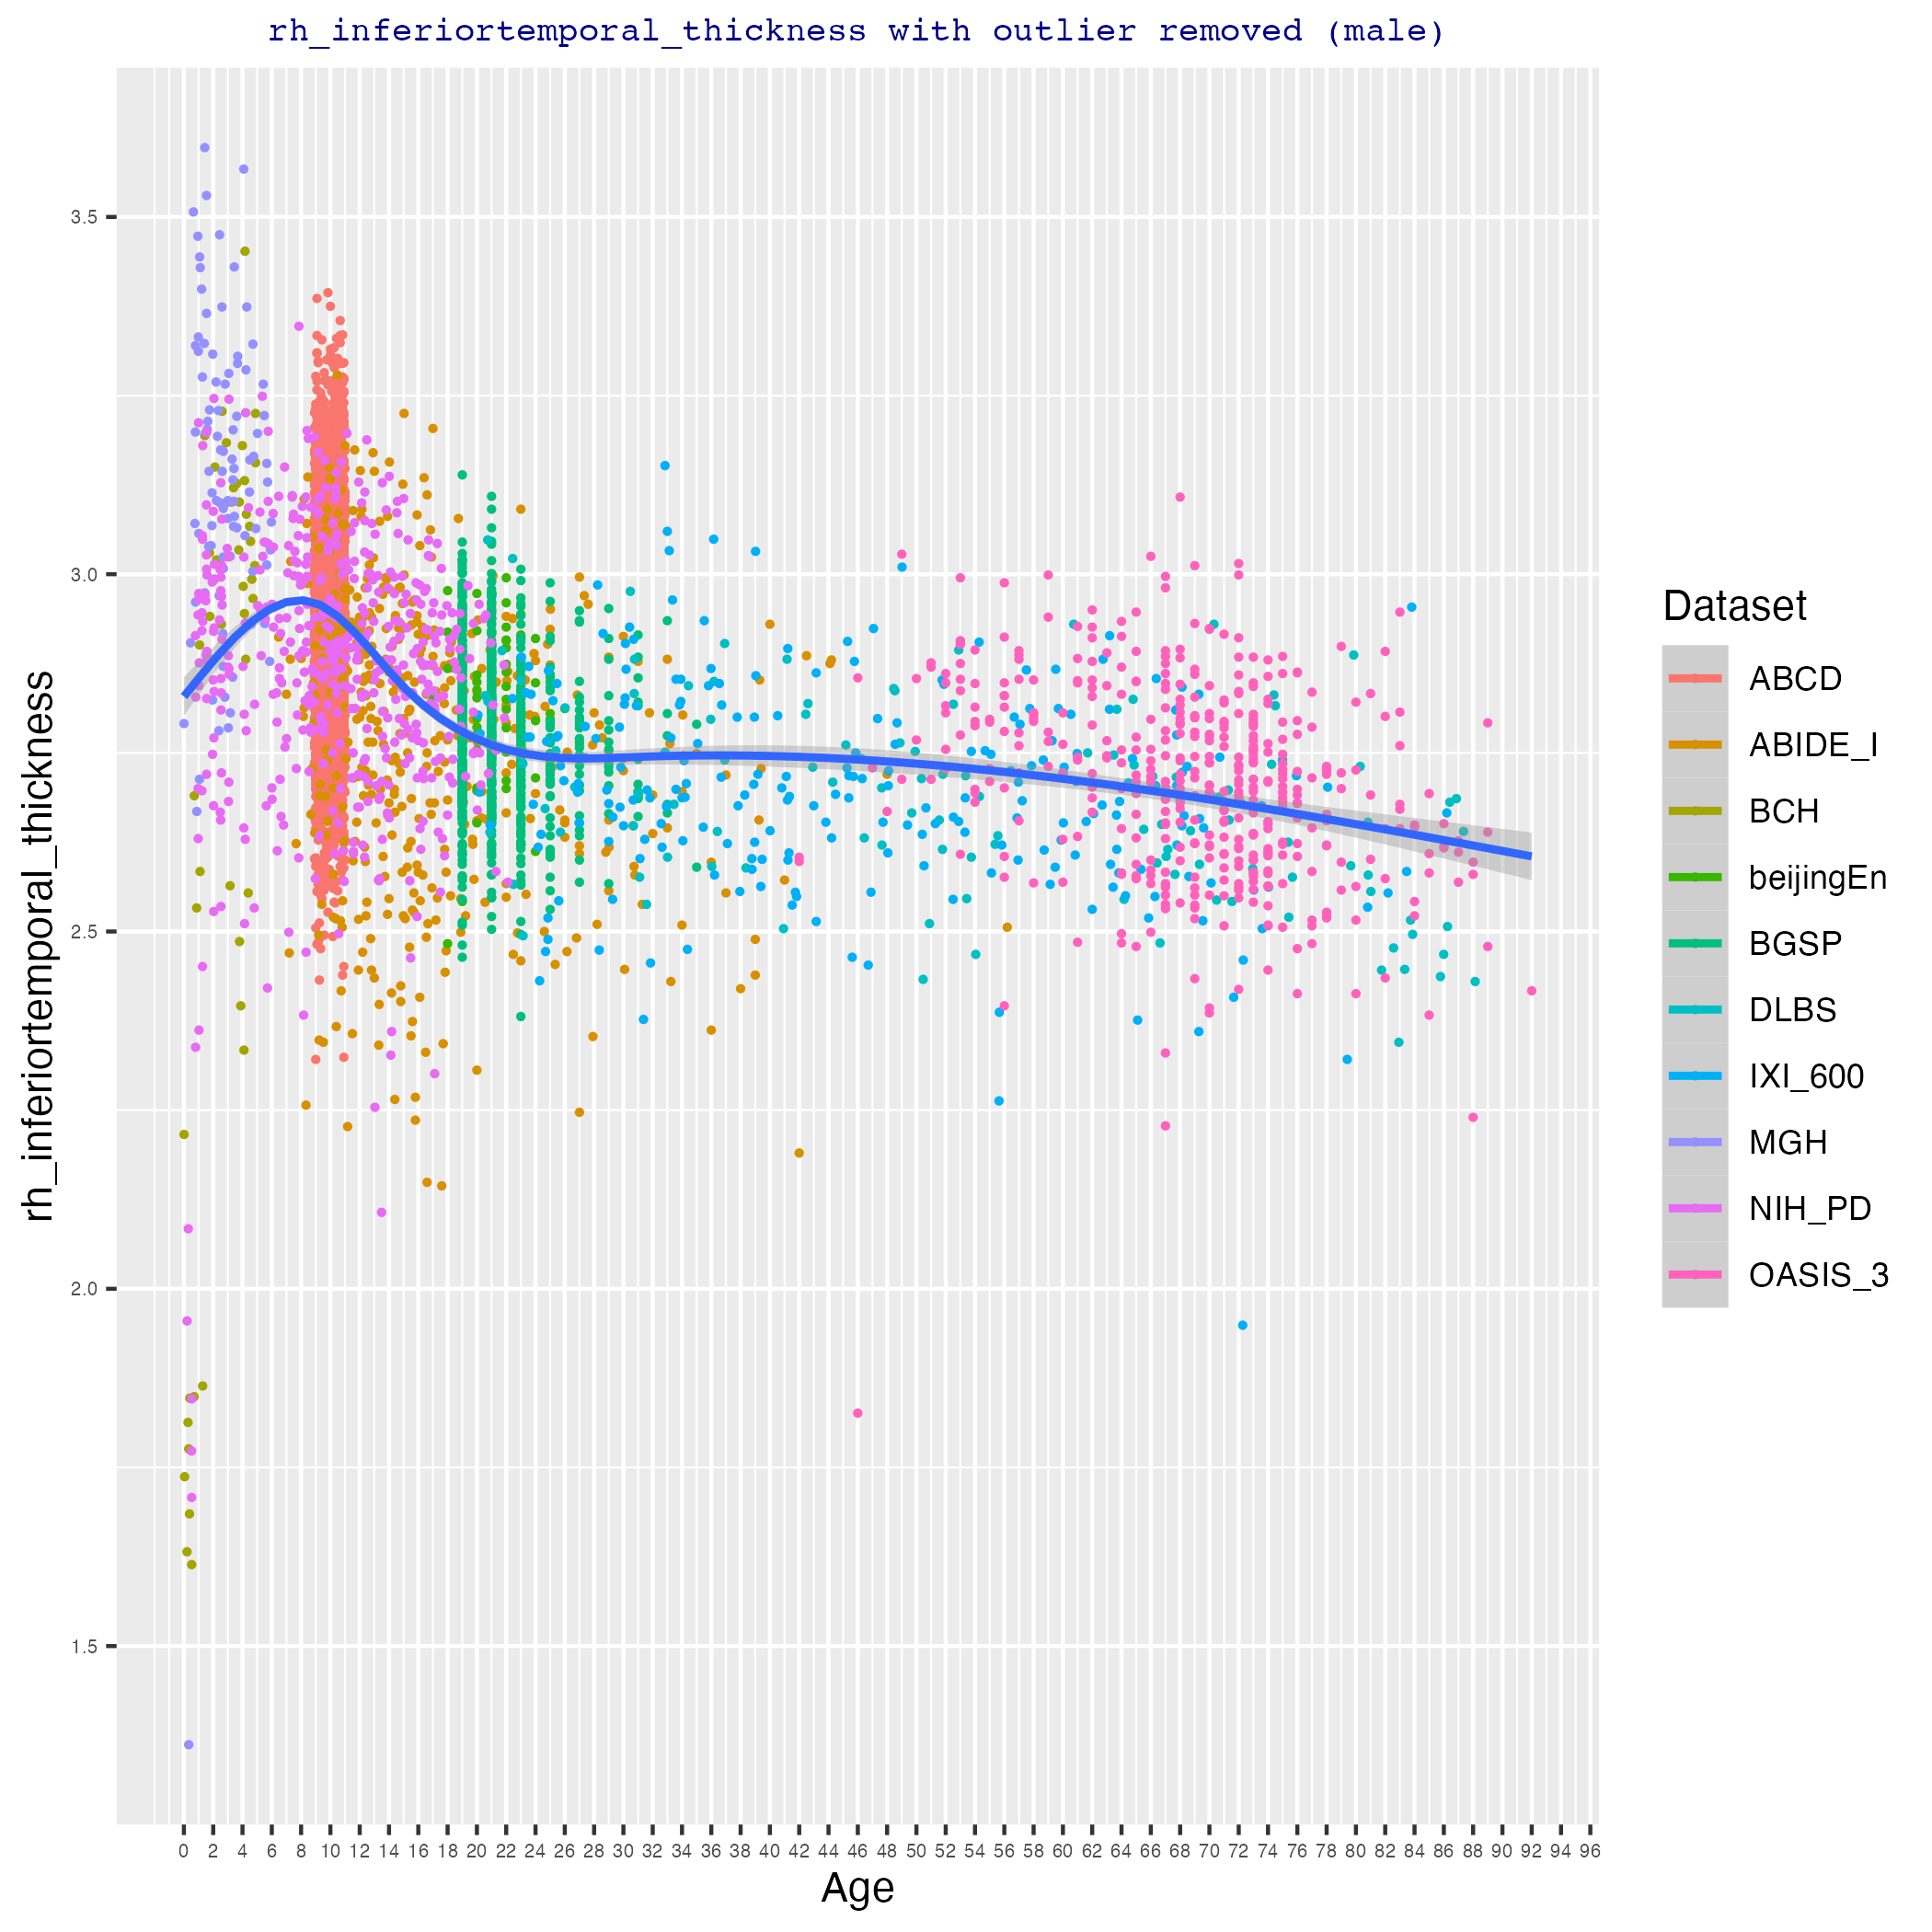 rh_inferiortemporal_thickness with outlier removed (male)
rh_inferiortemporal_thickness
3.5
3.0
2.5
2.0
1.5
0 2 4 6 8 10 12 14 16 18 20 22 24 26 28 30 32 34 36 38 40 42 44 46 48 50 52 54 56 58 60 62 64 66 68 70 72 74 76 78 80 82 84 86 88 90 92 94 96
Age
Dataset
ABCD
ABIDE_I
BCH
beijingEn
BGSP
DLBS
IXI_600
MGH
NIH_PD
OASIS_3